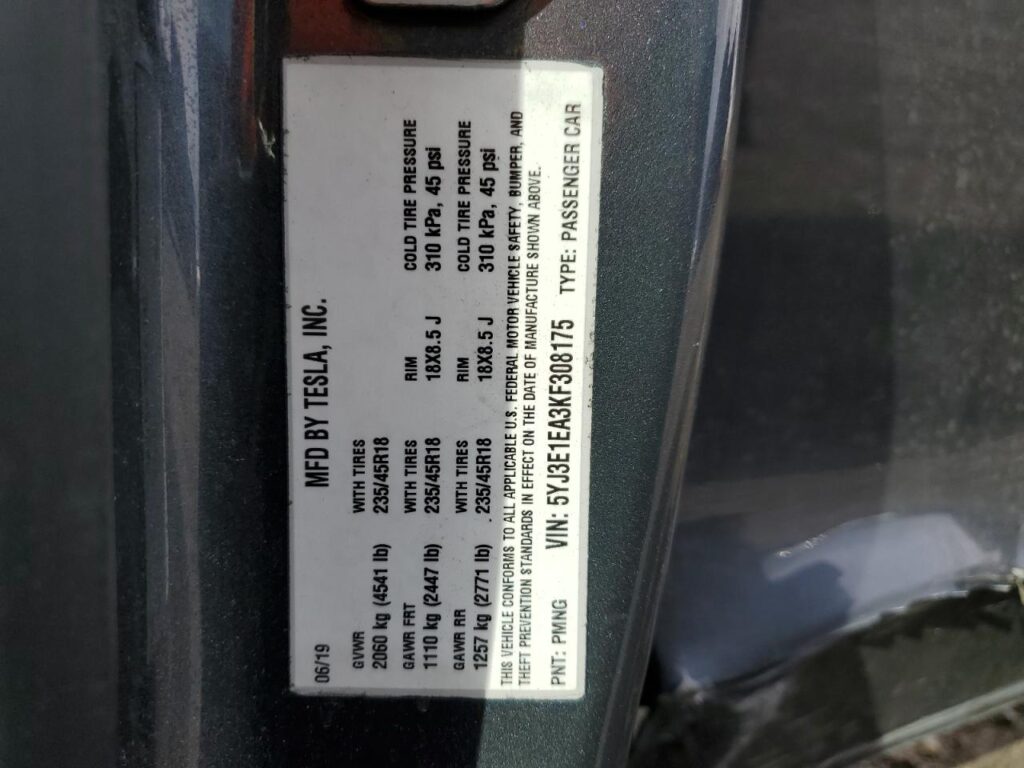 MFD BY TESLA, INC.
06/19
GVWR WITH TIRES
2060 kg (4541 lb) 235/45R18
GAWR FRT WITH TIRES RIM COLD TIRE PRESSURE
1110 kg (2447 lb) 235/45R18 18X8.5 J 310 kPa, 45 psi
GAWR RR WITH TIRES RIM COLD TIRE PRESSURE
1257 kg (2771 lb) 235/45R18 18X8.5 J 310 kPa, 45 psi
THIS VEHICLE CONFORMS TO ALL APPLICABLE U.S. FEDERAL MOTOR VEHICLE SAFETY, BUMPER, AND
THEFT PREVENTION STANDARDS IN EFFECT ON THE DATE OF MANUFACTURE SHOWN ABOVE.
PNT: PMNG VIN: 5YJ3E1EA3KF308175 TYPE: PASSENGER CAR